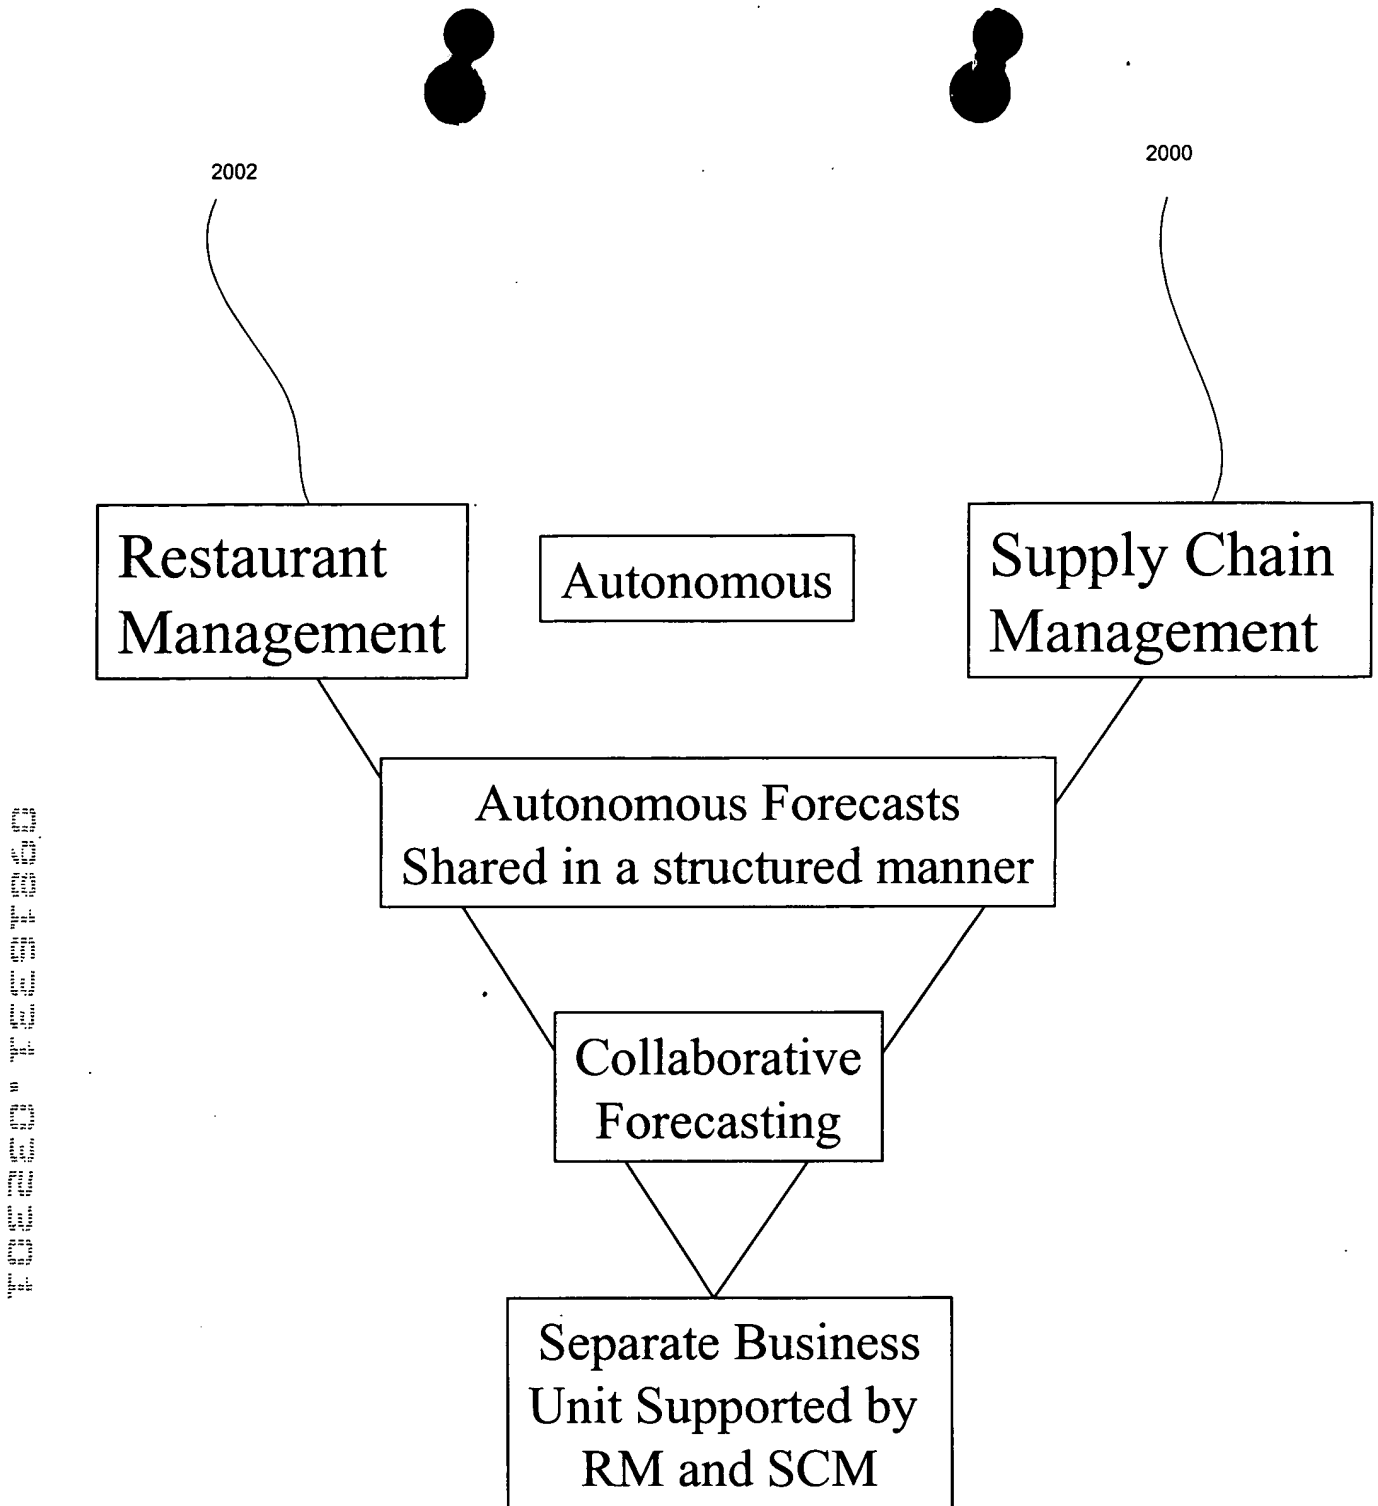 2002
2000
Restaurant
Management
Autonomous
Supply Chain
Management
Autonomous Forecasts
Shared in a structured manner
Collaborative
Forecasting
Separate Business
Unit Supported by
RM and SCM